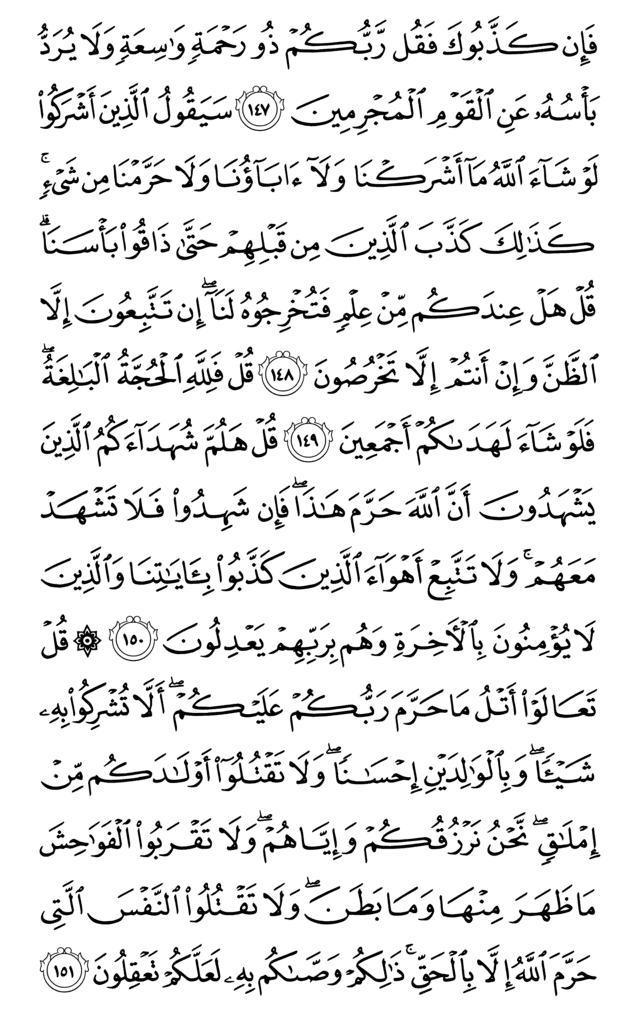 فَإِن كَذَّبُوكَ فَقُل رَّبُّكُمْ ذُو رَحْمَةٍ وَٰسِعَةٍ وَلَا يُرَدُّ
بَأْسُهُۥ عَنِ ٱلْقَوْمِ ٱلْمُجْرِمِينَ ١٤٧ سَيَقُولُ ٱلَّذِينَ أَشْرَكُوا۟
لَوْ شَآءَ ٱللَّهُ مَآ أَشْرَكْنَا وَلَآ ءَابَآؤُنَا وَلَا حَرَّمْنَا مِن شَىْءٍ ۚ
كَذَٰلِكَ كَذَّبَ ٱلَّذِينَ مِن قَبْلِهِمْ حَتَّىٰ ذَاقُوا۟ بَأْسَنَا ۗ
قُلْ هَلْ عِندَكُم مِّنْ عِلْمٍ فَتُخْرِجُوهُ لَنَآ ۖ إِن تَتَّبِعُونَ إِلَّا
ٱلظَّنَّ وَإِنْ أَنتُمْ إِلَّا تَخْرُصُونَ ١٤٨ قُلْ فَلِلَّهِ ٱلْحُجَّةُ ٱلْبَٰلِغَةُ ۖ
فَلَوْ شَآءَ لَهَدَىٰكُمْ أَجْمَعِينَ ١٤٩ قُلْ هَلُمَّ شُهَدَآءَكُمُ ٱلَّذِينَ
يَشْهَدُونَ أَنَّ ٱللَّهَ حَرَّمَ هَٰذَا ۖ فَإِن شَهِدُوا۟ فَلَا تَشْهَدْ
مَعَهُمْ ۚ وَلَا تَتَّبِعْ أَهْوَآءَ ٱلَّذِينَ كَذَّبُوا۟ بِـَٔايَٰتِنَا وَٱلَّذِينَ
لَا يُؤْمِنُونَ بِٱلْـَٔاخِرَةِ وَهُم بِرَبِّهِمْ يَعْدِلُونَ ١٥٠ ۞ قُلْ
تَعَالَوْا۟ أَتْلُ مَا حَرَّمَ رَبُّكُمْ عَلَيْكُمْ ۖ أَلَّا تُشْرِكُوا۟ بِهِۦ
شَيْـًٔا ۖ وَبِٱلْوَٰلِدَيْنِ إِحْسَٰنًا ۖ وَلَا تَقْتُلُوٓا۟ أَوْلَٰدَكُم مِّنْ
إِمْلَٰقٍ ۖ نَّحْنُ نَرْزُقُكُمْ وَإِيَّاهُمْ ۖ وَلَا تَقْرَبُوا۟ ٱلْفَوَٰحِشَ
مَا ظَهَرَ مِنْهَا وَمَا بَطَنَ ۖ وَلَا تَقْتُلُوا۟ ٱلنَّفْسَ ٱلَّتِى
حَرَّمَ ٱللَّهُ إِلَّا بِٱلْحَقِّ ۚ ذَٰلِكُمْ وَصَّىٰكُم بِهِۦ لَعَلَّكُمْ تَعْقِلُونَ ١٥١